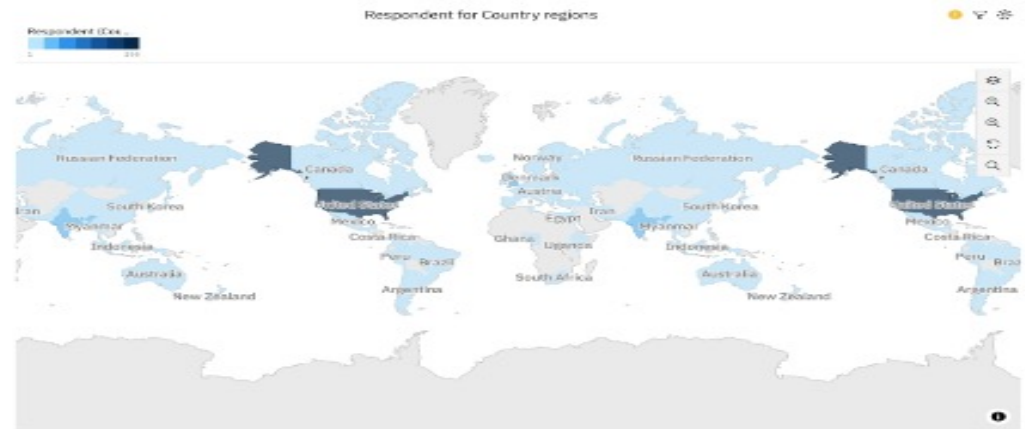 Respondent for Country regions
Respondent (Cou...
Norway
Russian Federation
Russian Federation
Canada
Canada
Denmark
Austria
Iran
South Korea
United States
Egypt
Iran
South Korea
United States
Myanmar
Mexico
Myanmar
Mexico
Costa Rica
Ghana
Uganda
Costa Rica
Indonesia
Indonesia
Peru
Brazil
Peru
Braz
Australia
South Africa
Australia
Argentina
Argentina
New Zealand
New Zealand